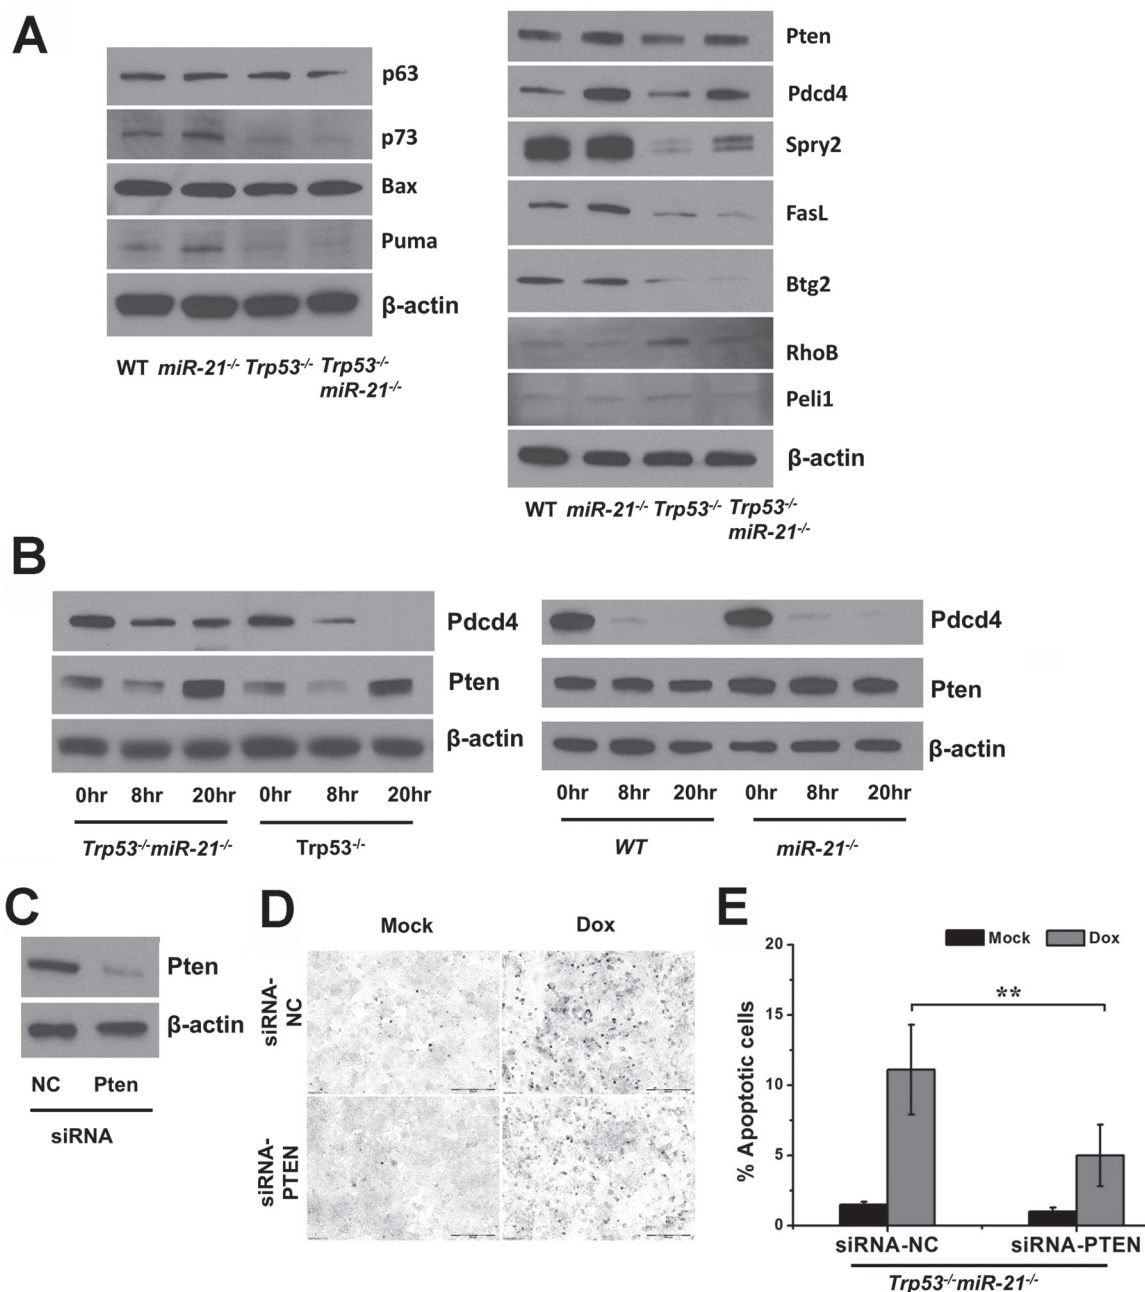 A
p63
p73
Bax
Puma
β-actin
WT miR-21-/- Trp53-/- Trp53-/-
miR-21-/-
Pten
Pdcd4
Spry2
FasL
Btg2
RhoB
Peli1
β-actin
WT miR-21-/- Trp53-/- Trp53-/-
miR-21-/-
B
Pdcd4
Pten
β-actin
0hr 8hr 20hr 0hr 8hr 20hr
Trp53-/-miR-21-/- Trp53-/-
Pdcd4
Pten
β-actin
0hr 8hr 20hr 0hr 8hr 20hr
WT miR-21-/-
C
Pten
β-actin
NC Pten
siRNA
D
Mock Dox
siRNA-
NC
siRNA-
PTEN
E
Mock Dox
% Apoptotic cells
20
15
10
5
0
**
siRNA-NC siRNA-PTEN
Trp53-/-miR-21-/-